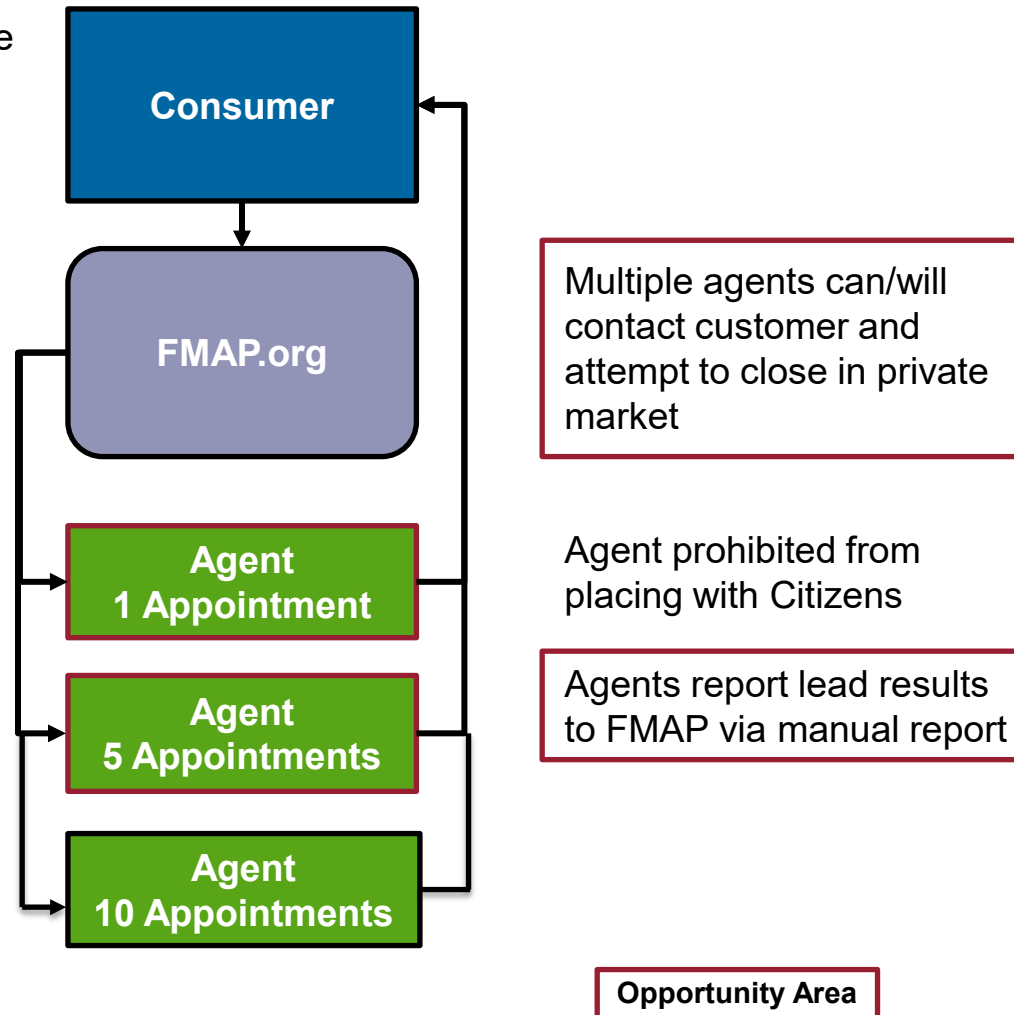 Consumer
FMAP.org
Multiple agents can/will
contact customer and
attempt to close in private
market
Agent
1 Appointment
Agent prohibited from
placing with Citizens
Agent
5 Appointments
Agents report lead results
to FMAP via manual report
Agent
10 Appointments
Opportunity Area